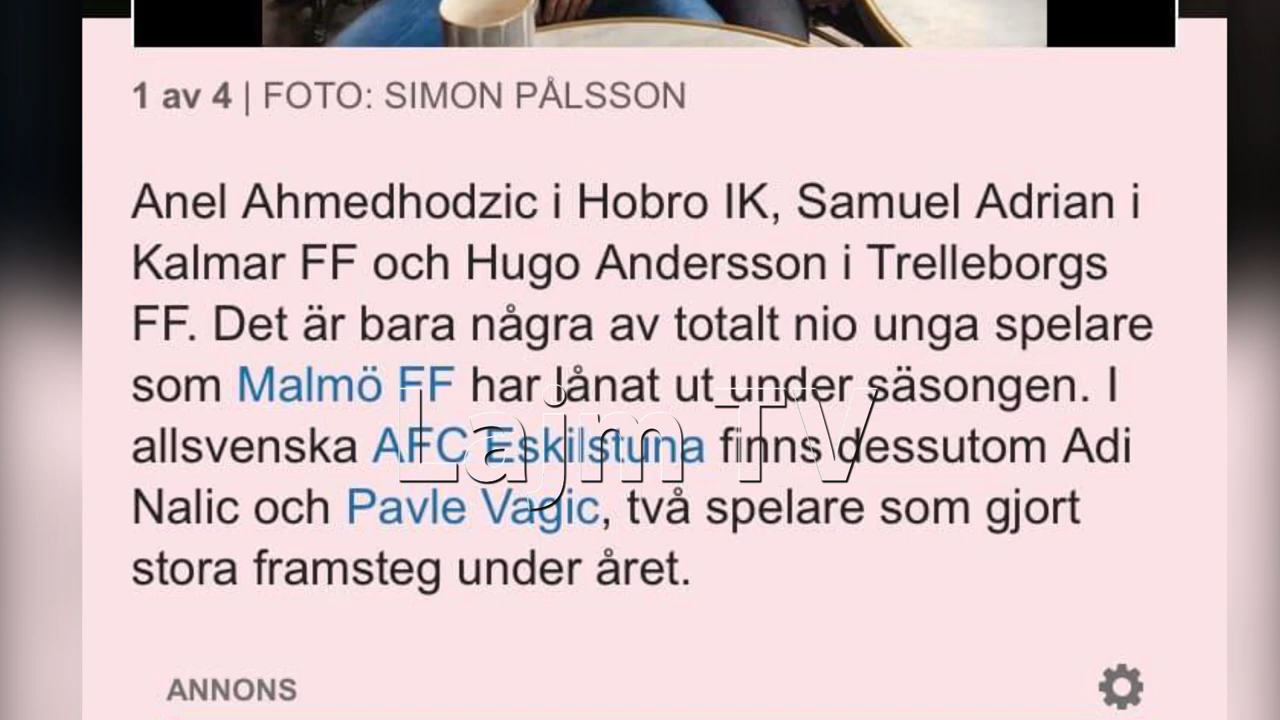 1 av 4 | FOTO: SIMON PÅLSSON
Anel Ahmedhodzic i Hobro IK, Samuel Adrian i
Kalmar FF och Hugo Andersson i Trelleborgs
FF. Det är bara några av totalt nio unga spelare
som Malmö FF har lånat ut under säsongen. I
allsvenska AFC Eskilstuna finns dessutom Adi
Nalic och Pavle Vagic, två spelare som gjort
stora framsteg under året.
Lajm TV
ANNONS